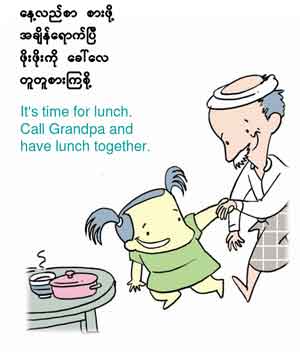 နေ့လည်စာ စားဖို့
အချိန်ရောက်ပြီ
ဖိုးဖိုးကို ခေါ်လေ
တူတူစားကြစို့
It's time for lunch.
Call Grandpa and
have lunch together.